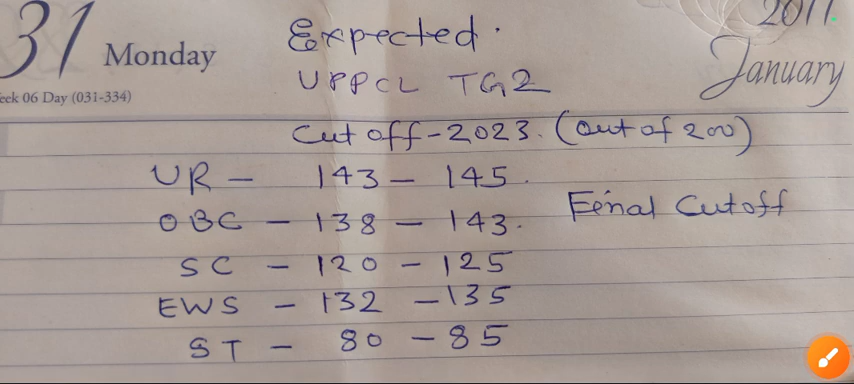 31 Monday
eek 06 Day (031-334)
2011
January
Expected.
UPPCL TG2
Cut off-2023. (out of 200)
UR - 143 - 145.
OBC - 138 - 143.
Final Cutoff
SC - 120 - 125
EWS - 132 - 135
ST - 80 - 85